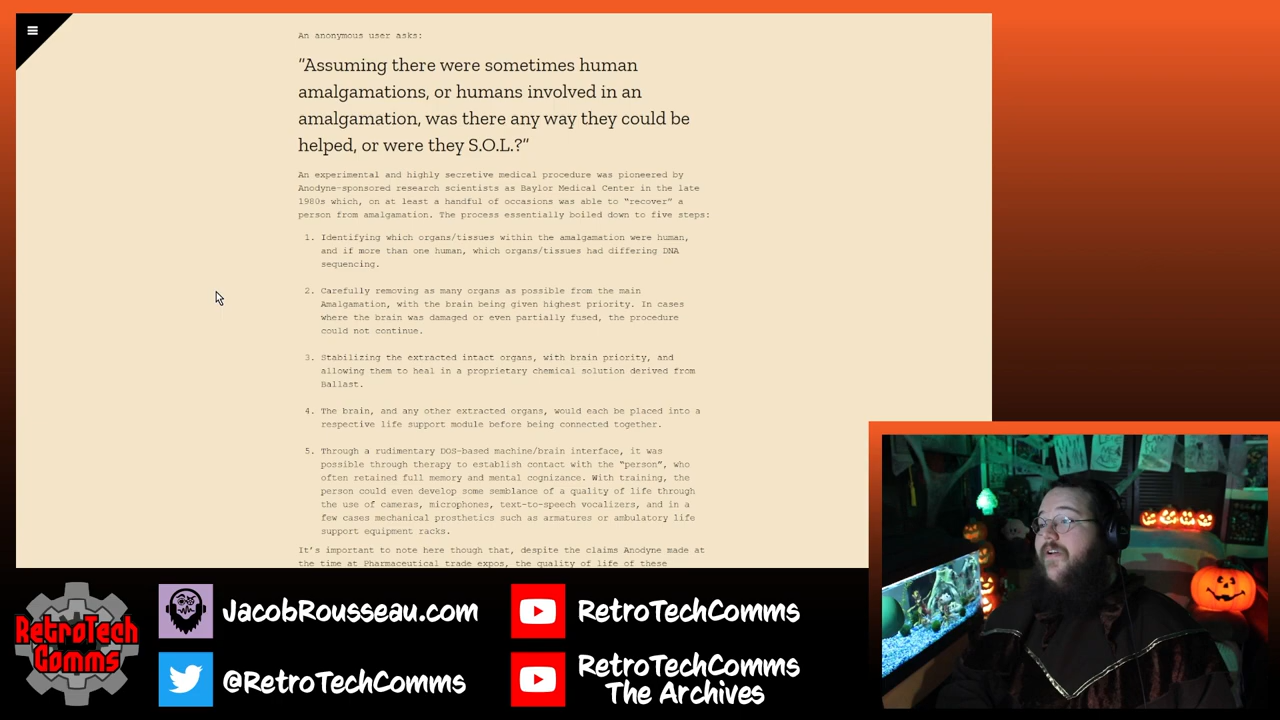 An anonymous user asks:
"Assuming there were sometimes human
amalgamations, or humans involved in an
amalgamation, was there any way they could be
helped, or were they S.O.L.?"
An experimental and highly secretive medical procedure was pioneered by
Anodyne-sponsored research scientists as Baylor Medical Center in the late
1980s which, on at least a handful of occasions was able to "recover" a
person from amalgamation. The process essentially boiled down to five steps:
1. Identifying which organs/tissues within the amalgamation were human,
and if more than one human, which organs/tissues had differing DNA
sequencing.
2. Carefully removing as many organs as possible from the main
Amalgamation, with the brain being given highest priority. In cases
where the brain was damaged or even partially fused, the procedure
could not continue.
3. Stabilizing the extracted intact organs, with brain priority, and
allowing them to heal in a proprietary chemical solution derived from
Ballast.
4. The brain, and any other extracted organs, would each be placed into a
respective life support module before being connected together.
5. Through a rudimentary DOS-based machine/brain interface, it was
possible through therapy to establish contact with the "person", who
often retained full memory and mental cognizance. With training, the
person could even develop some semblance of a quality of life through
the use of cameras, microphones, text-to-speech vocalizers, and in a
few cases mechanical prosthetics such as armatures or ambulatory life
support equipment racks.
It's important to note here though that, despite the claims Anodyne made at
the time at Pharmaceutical trade expos, the quality of life of these
RetroTech
Comms
JacobRousseau.com
@RetroTechComms
RetroTechComms
RetroTechComms
The Archives